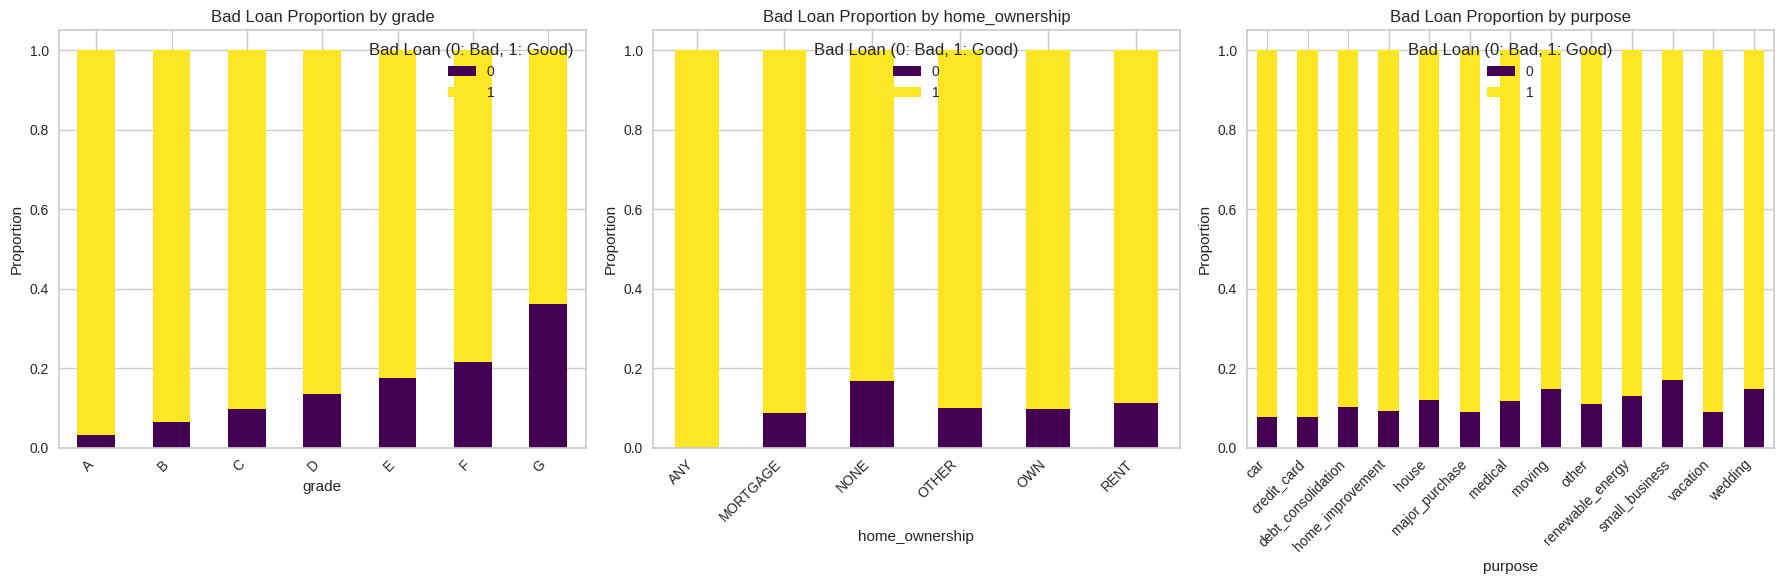 Bad Loan Proportion by grade
Bad Loan (0: Bad, 1: Good)
0
1
Proportion
1.0
0.8
0.6
0.4
0.2
0.0
A
B
C
D
E
F
G
grade
Bad Loan Proportion by home_ownership
Bad Loan (0: Bad, 1: Good)
0
1
Proportion
1.0
0.8
0.6
0.4
0.2
0.0
ANY
MORTGAGE
NONE
OTHER
OWN
RENT
home_ownership
Bad Loan Proportion by purpose
Bad Loan (0: Bad, 1: Good)
0
1
Proportion
1.0
0.8
0.6
0.4
0.2
0.0
car
credit_card
debt_consolidation
home_improvement
house
major_purchase
medical
moving
other
renewable_energy
small_business
vacation
wedding
purpose